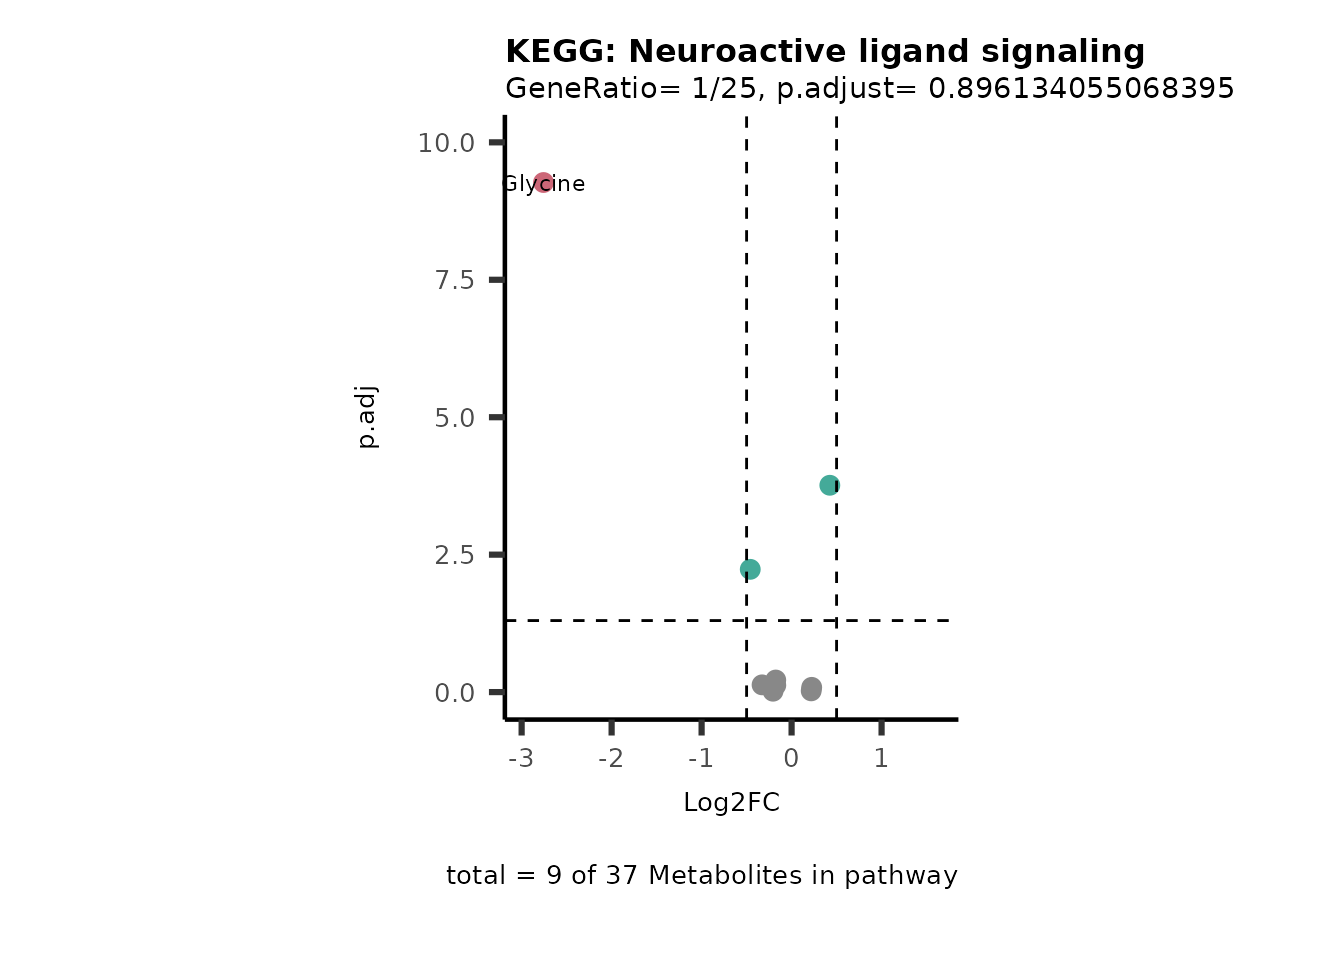 KEGG: Neuroactive ligand signaling
GeneRatio= 1/25, p.adjust= 0.896134055068395
10.0
Glycine
7.5
p.adj
5.0
2.5
0.0
-3 -2 -1 0 1
Log2FC
total = 9 of 37 Metabolites in pathway